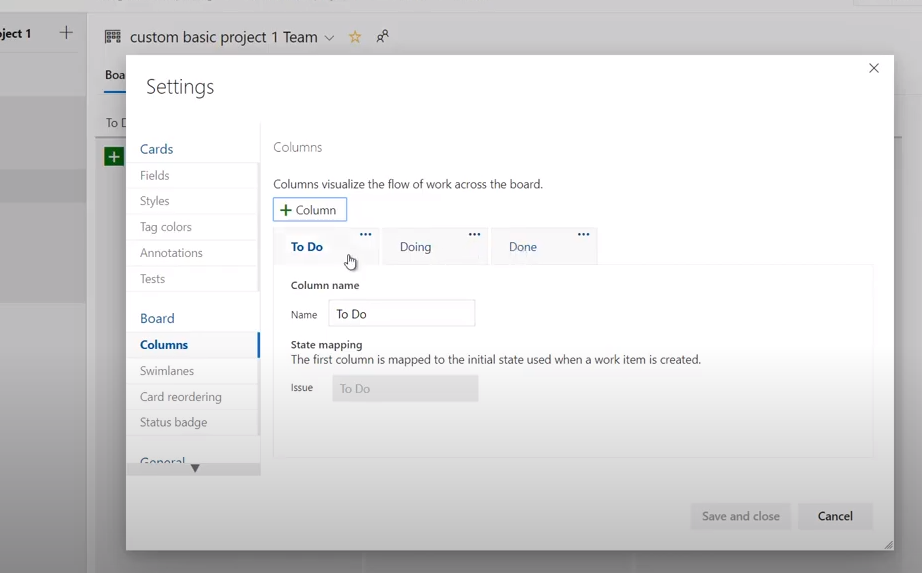 ject 1
custom basic project 1 Team
Boa
To D
Settings
Cards
Fields
Styles
Tag colors
Annotations
Tests
Board
Columns
Swimlanes
Card reordering
Status badge
General
Columns
Columns visualize the flow of work across the board.
+ Column
To Do
Doing
Done
Column name
Name To Do
State mapping
The first column is mapped to the initial state used when a work item is created.
Issue To Do
Save and close
Cancel